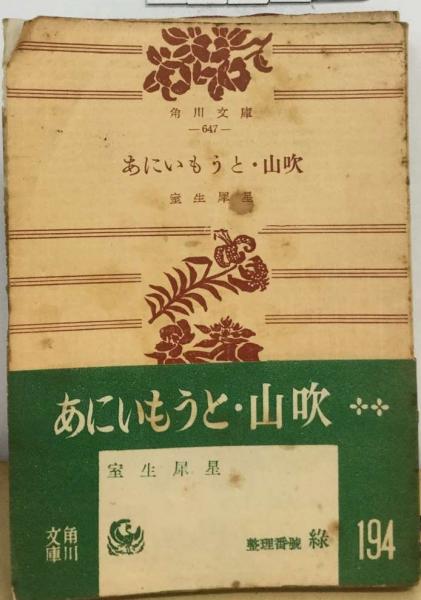 角川文庫
—647—
あにいもうと・山吹
室生犀星
あにいもうと・山吹
室生犀星
角川文庫
整理番號 綠 194